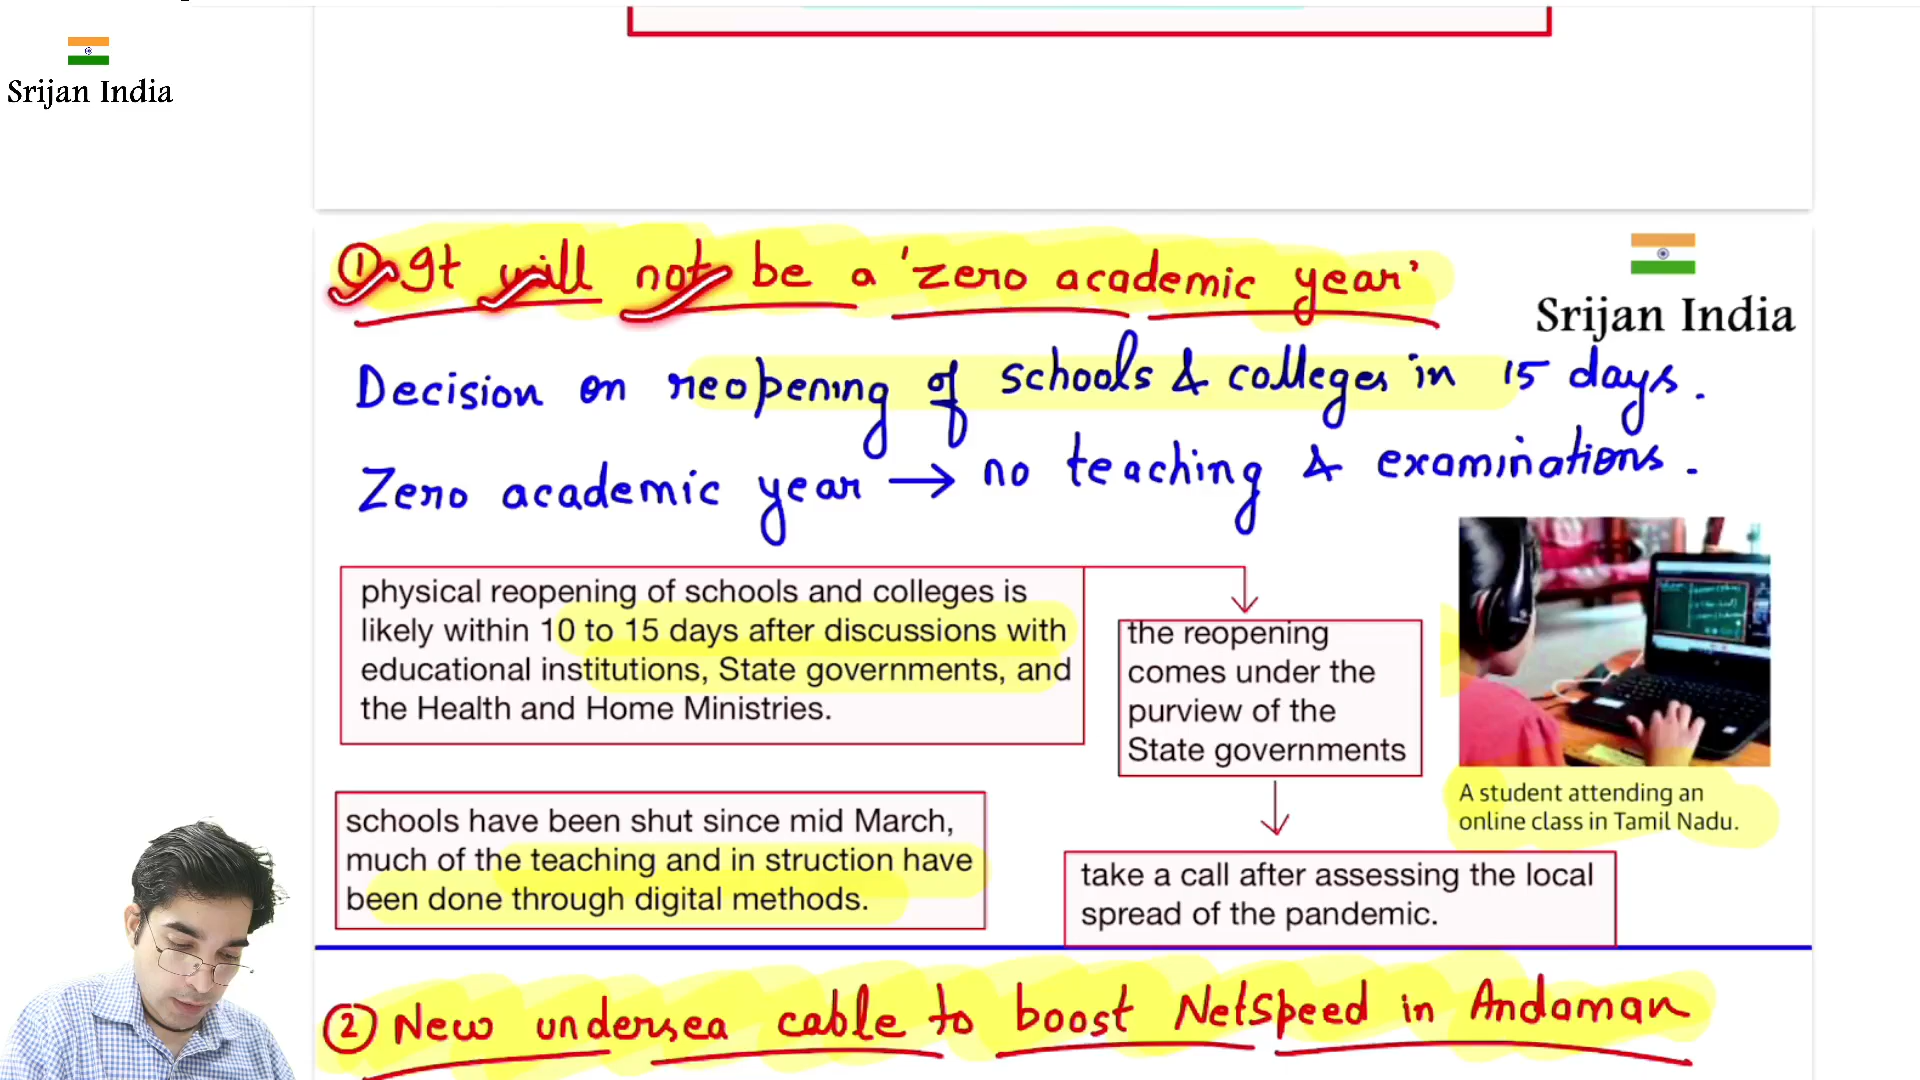 Srijan India
① It will not be a 'zero academic year'
Srijan India
Decision on reopening of schools & colleges in 15 days.
Zero academic year → no teaching & examinations.
physical reopening of schools and colleges is
likely within 10 to 15 days after discussions with
educational institutions, State governments, and
the Health and Home Ministries.
the reopening
comes under the
purview of the
State governments
A student attending an
online class in Tamil Nadu.
schools have been shut since mid March,
much of the teaching and in struction have
been done through digital methods.
take a call after assessing the local
spread of the pandemic.
② New undersea cable to boost NetSpeed in Andaman